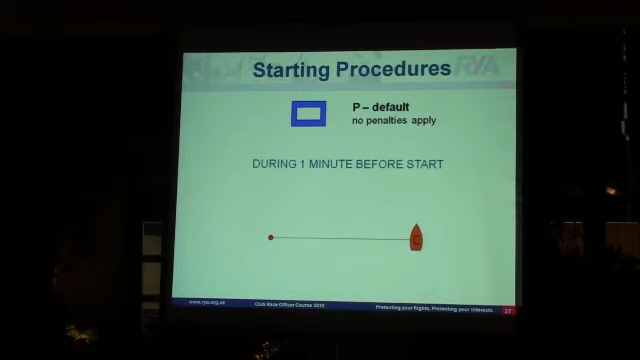 Starting Procedures
RYA
P – default
no penalties apply
DURING 1 MINUTE BEFORE START
C
www.rya.org.uk
Club Race Officer Course 2010
Protecting your Rights, Promoting your Interests
27